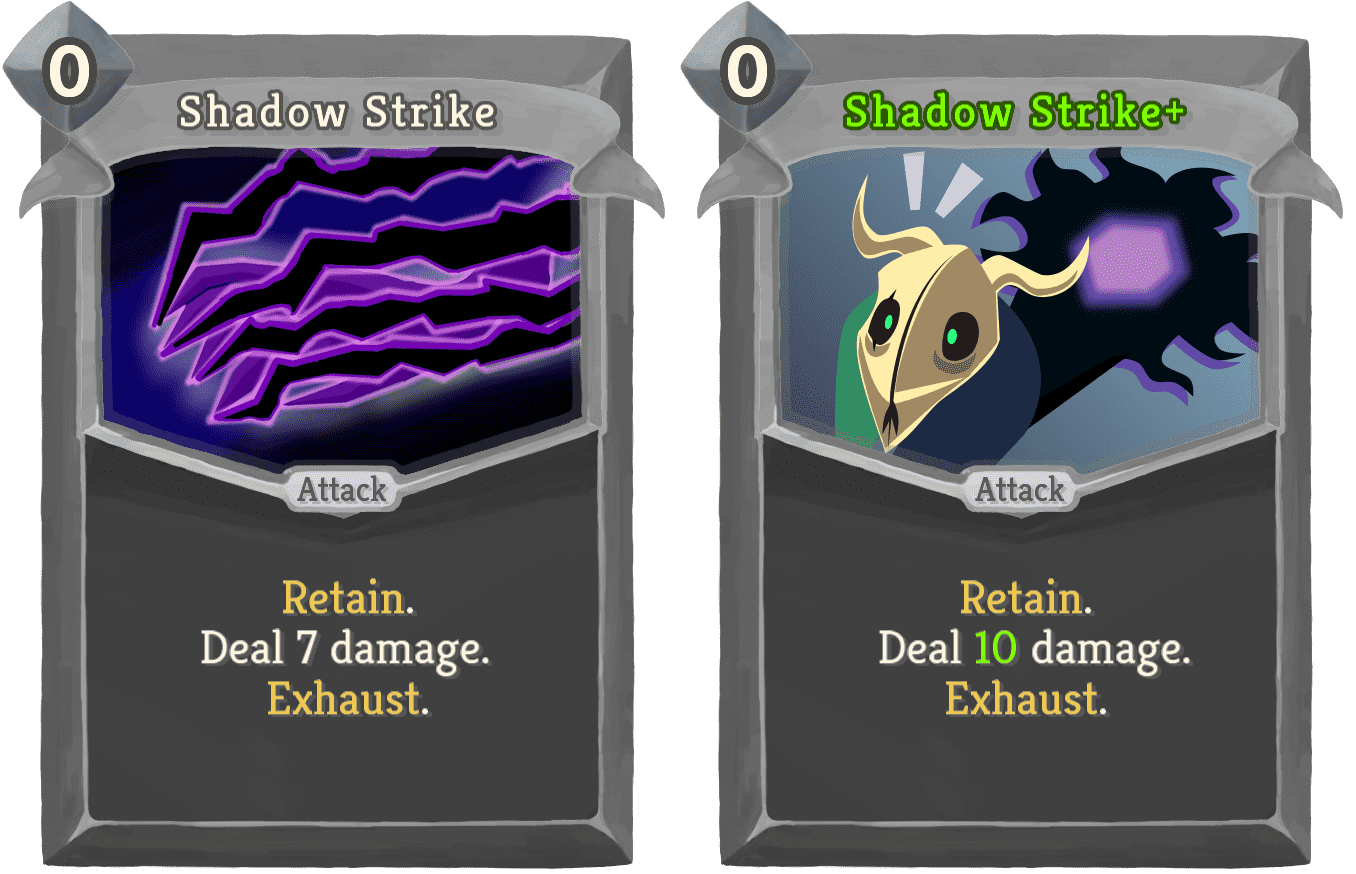 0
Shadow Strike
Attack
Retain.
Deal 7 damage.
Exhaust.
0
Shadow Strike+
Attack
Retain.
Deal 10 damage.
Exhaust.